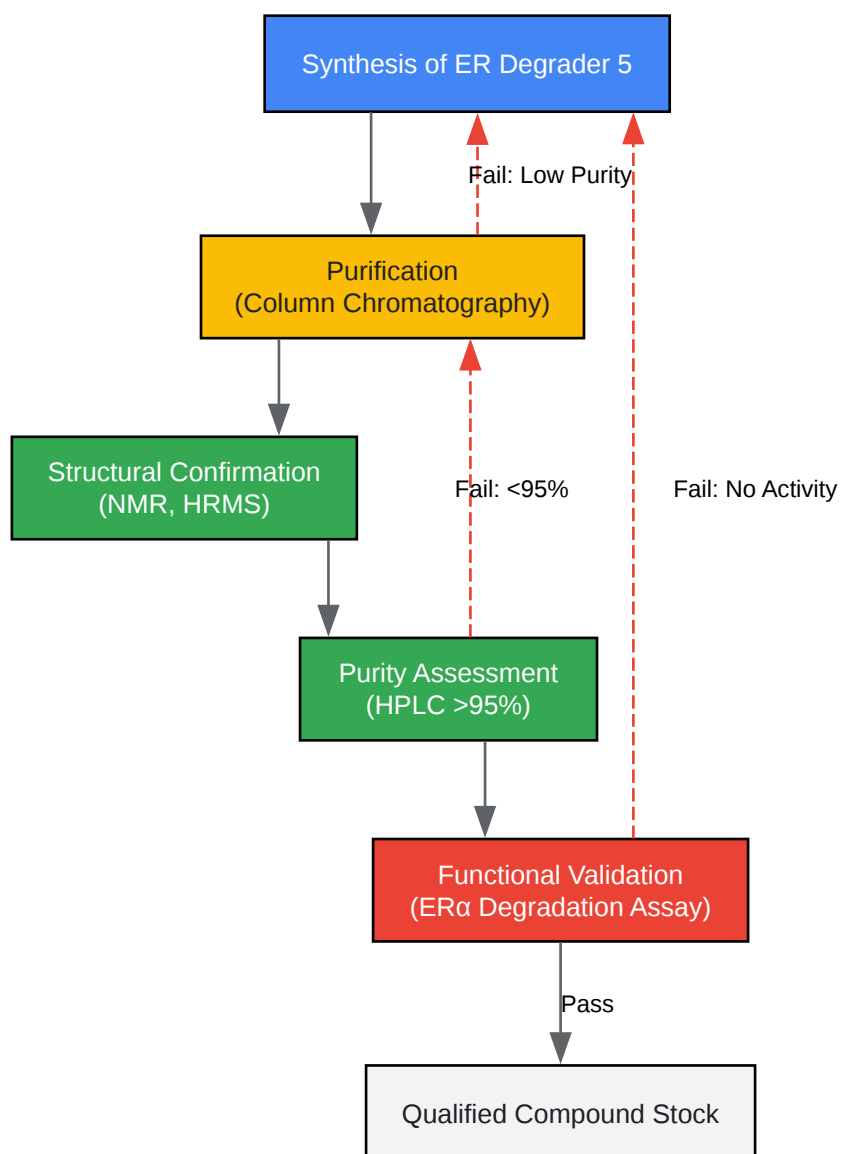 Synthesis of ER Degrader 5
Fail: Low Purity
Purification
(Column Chromatography)
Structural Confirmation
(NMR, HRMS)
Fail: <95%
Fail: No Activity
Purity Assessment
(HPLC >95%)
Functional Validation
(ERα Degradation Assay)
Pass
Qualified Compound Stock